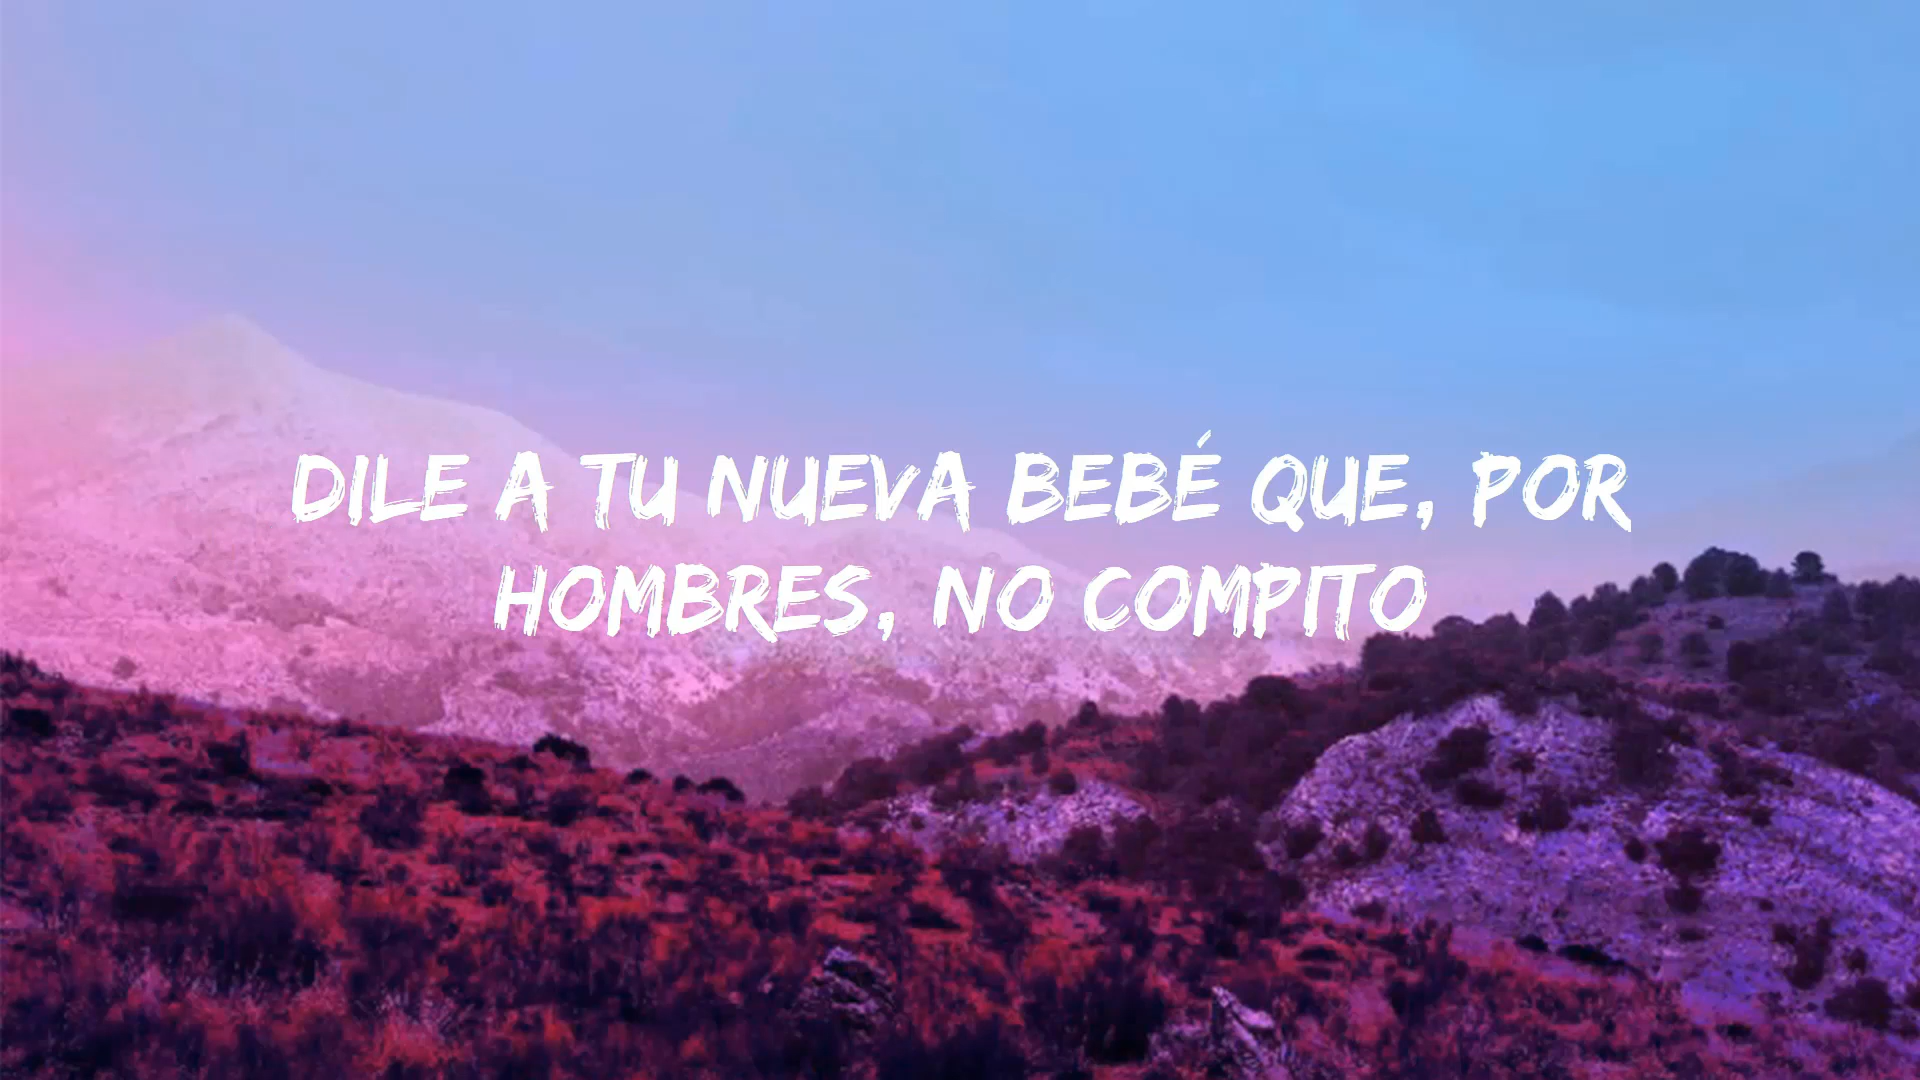 DILE A TU NUEVA BEBÉ QUE, POR
HOMBRES, NO COMPITO